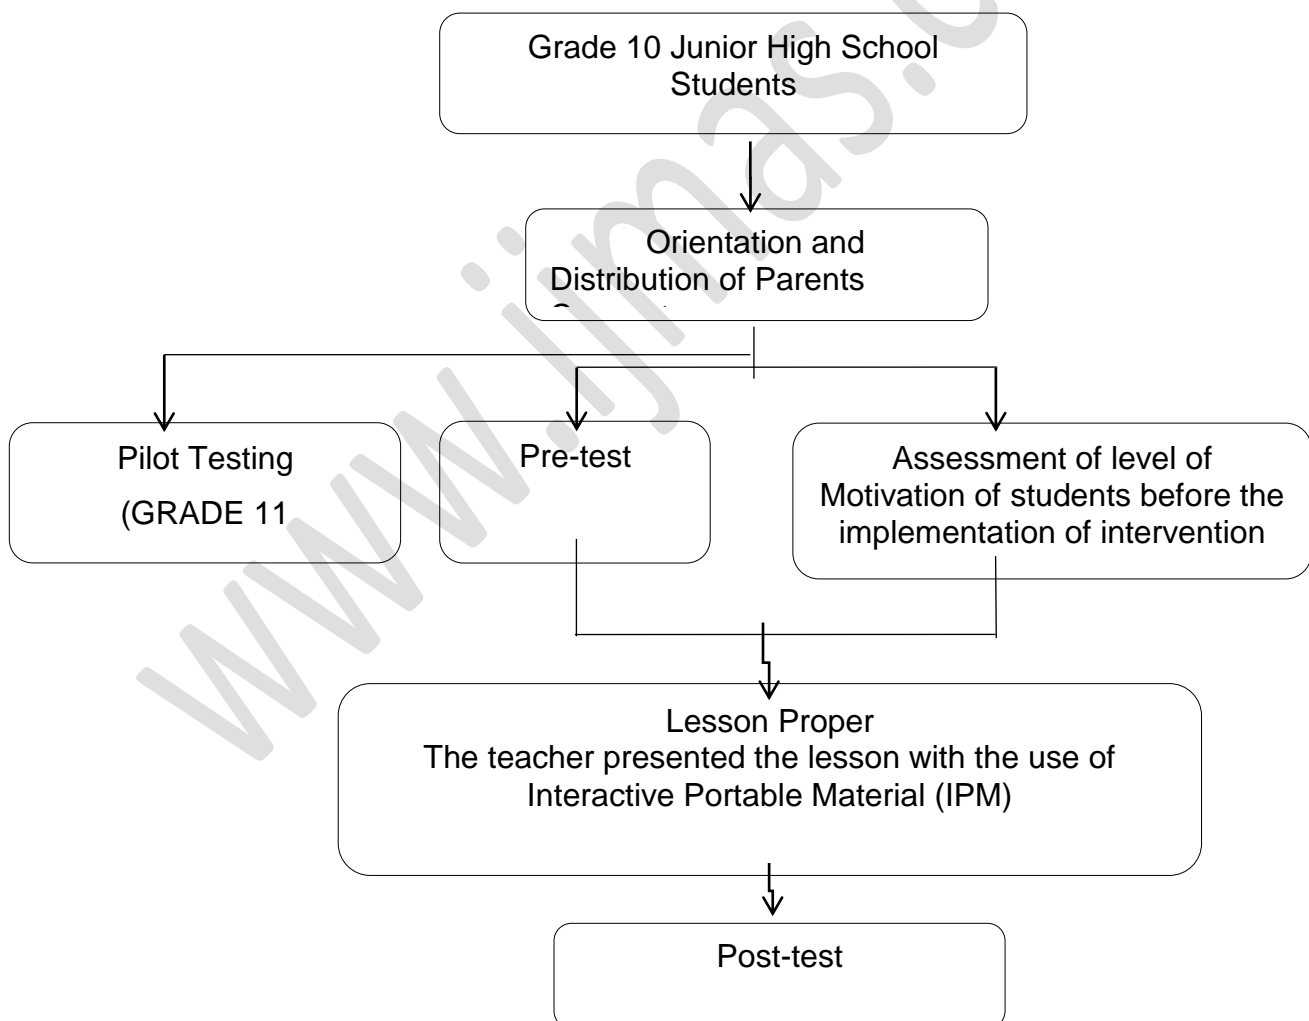 Grade 10 Junior High School
Students
Orientation and
Distribution of Parents
Pilot Testing
(GRADE 11
Pre-test
Assessment of level of
Motivation of students before the
implementation of intervention
Lesson Proper
The teacher presented the lesson with the use of
Interactive Portable Material (IPM)
Post-test